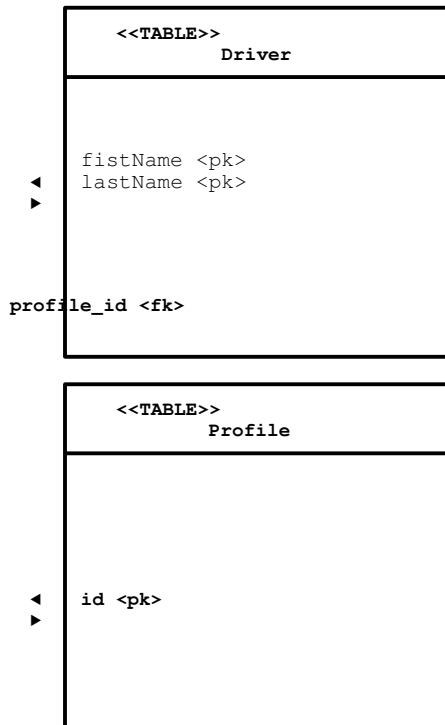 <<TABLE>>
Driver
fistName <pk>
lastName <pk>
profile_id <fk>
<<TABLE>>
Profile
id <pk>